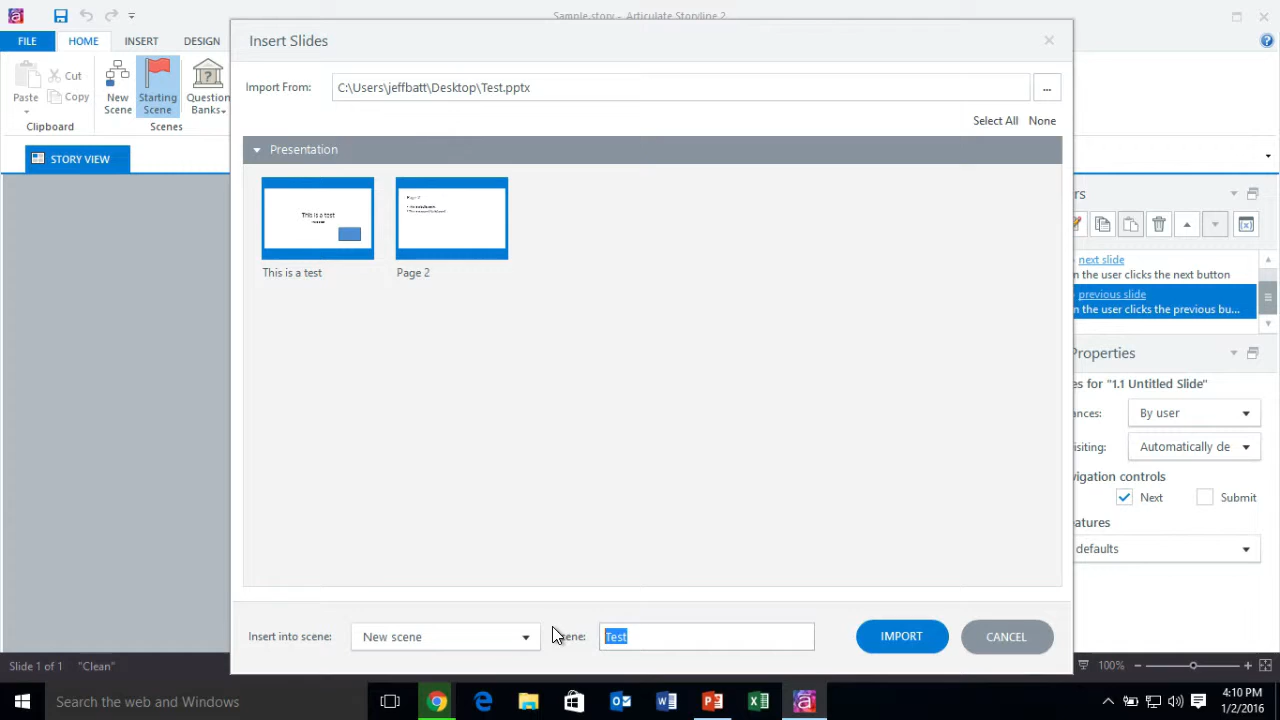 Sample.story - Articulate Storyline 2
FILE
HOME
INSERT
DESIGN
Paste
Cut
Copy
Clipboard
New Scene
Starting Scene
Question Banks
Scenes
STORY VIEW
Insert Slides
Import From:
C:\Users\jeffbatt\Desktop\Test.pptx
...
Select All
None
Presentation
This is a test
Page 2
This is a test
Page 2
Insert into scene:
New scene
cene:
Test
IMPORT
CANCEL
rs
next slide
n the user clicks the next button
previous slide
n the user clicks the previous bu...
Properties
es for "1.1 Untitled Slide"
ances:
By user
isiting:
Automatically de
vigation controls
Next
Submit
eatures
defaults
Slide 1 of 1
"Clean"
100%
Search the web and Windows
4:10 PM
1/2/2016